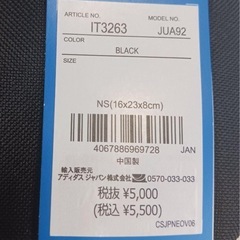 ARTICLE NO. MODEL NO.
IT3263 JUA92
COLOR
BLACK
SIZE
NS(16x23x8cm)
4067886969728 JAN
中国製
輸入販売元
アディダス ジャパン株式会社 0570-033-033
税抜 ¥5,000
(税込 ¥5,500)
CSJPNEOV06